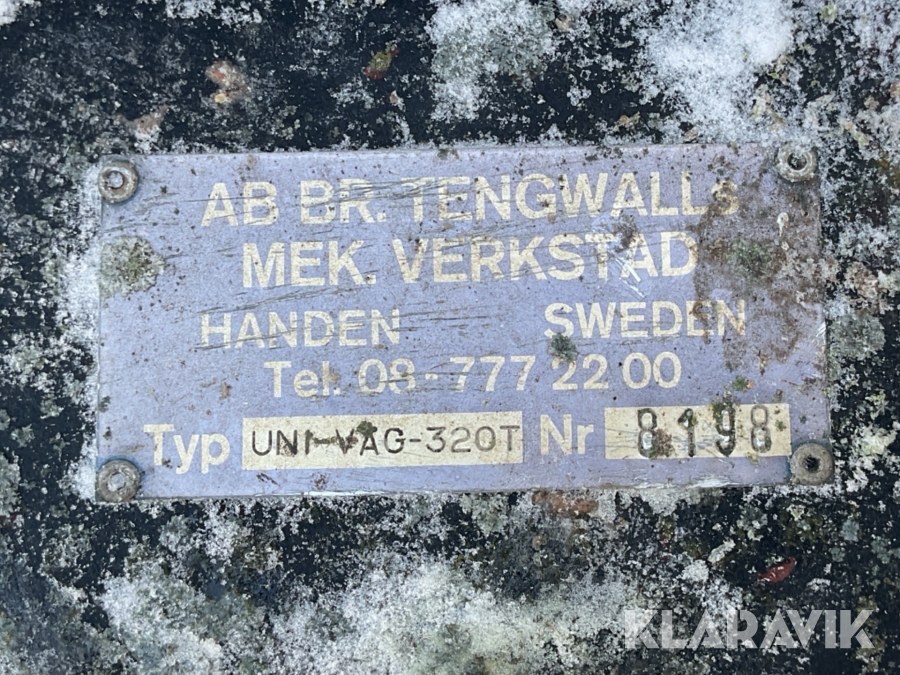 AB BR. TENGWALLS
MEK. VERKSTAD
HANDEN SWEDEN
Tel. 08-777 22 00
Typ UNI-VAG-320T Nr 8198
KLARAVIK